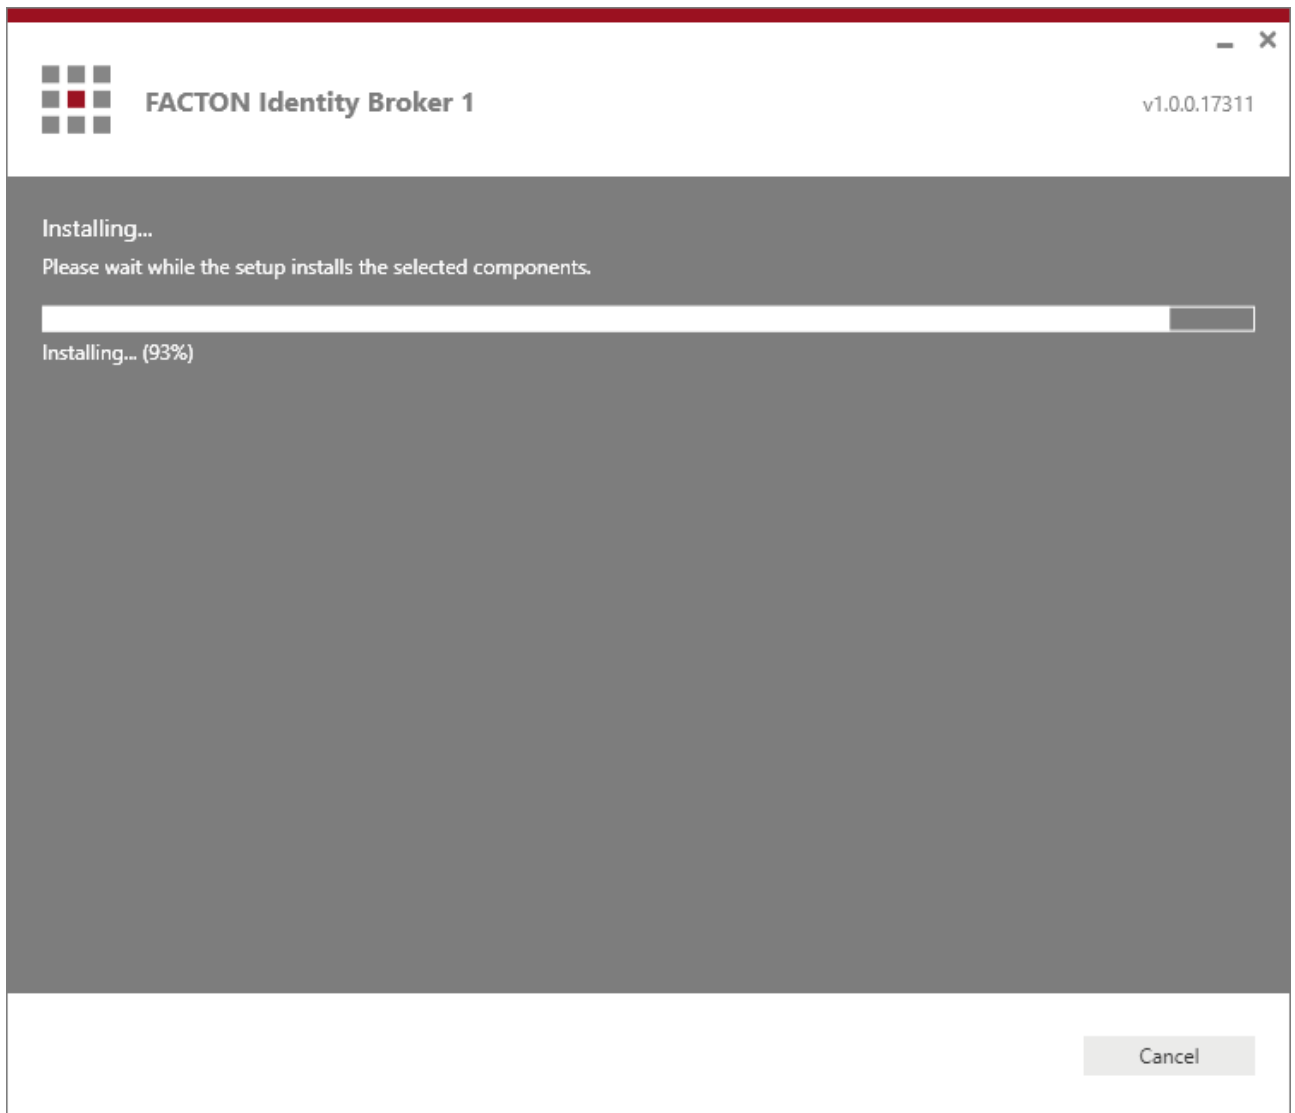 FACTON Identity Broker 1
v1.0.0.17311
Installing...
Please wait while the setup installs the selected components.
Installing... (93%)
Cancel